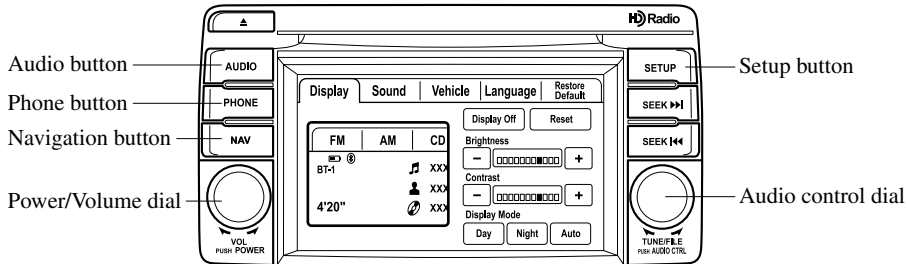 HD Radio
Audio button
AUDIO
SETUP
Setup button
Phone button
PHONE
SEEK
Navigation button
NAV
SEEK
Display
Sound
Vehicle
Language
Restore Default
Display Off
Reset
FM
AM
CD
BT-1
XXX
XXX
4'20"
XXX
Brightness
−
+
Contrast
−
+
Display Mode
Day
Night
Auto
Power/Volume dial
VOL
PUSH POWER
Audio control dial
TUNE/FILE
PUSH AUDIO CTRL